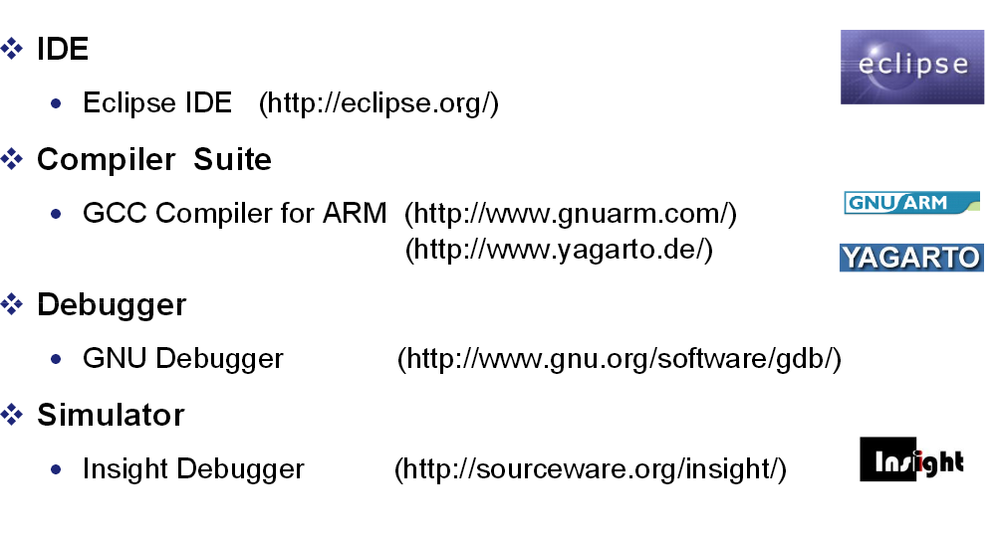 ❖ IDE
eclipse
• Eclipse IDE (http://eclipse.org/)
❖ Compiler Suite
• GCC Compiler for ARM (http://www.gnuarm.com/)
GNU ARM
(http://www.yagarto.de/)
YAGARTO
❖ Debugger
• GNU Debugger (http://www.gnu.org/software/gdb/)
❖ Simulator
• Insight Debugger (http://sourceware.org/insight/)
Insight